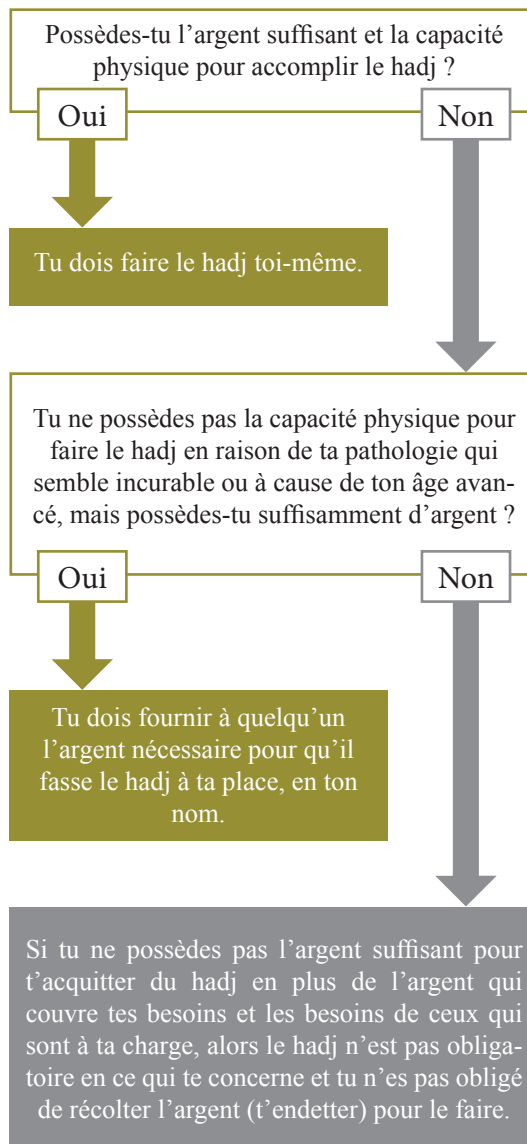 Possèdes-tu l’argent suffisant et la capacité
physique pour accomplir le hadj ?
Oui
Non
Tu dois faire le hadj toi-même.
Tu ne possèdes pas la capacité physique pour
faire le hadj en raison de ta pathologie qui
semble incurable ou à cause de ton âge avan-
cé, mais possèdes-tu suffisamment d’argent ?
Oui
Non
Tu dois fournir à quelqu’un
l’argent nécessaire pour qu’il
fasse le hadj à ta place, en ton
nom.
Si tu ne possèdes pas l’argent suffisant pour
t’acquitter du hadj en plus de l’argent qui
couvre tes besoins et les besoins de ceux qui
sont à ta charge, alors le hadj n’est pas obliga-
toire en ce qui te concerne et tu n’es pas obligé
de récolter l’argent (t’endetter) pour le faire.